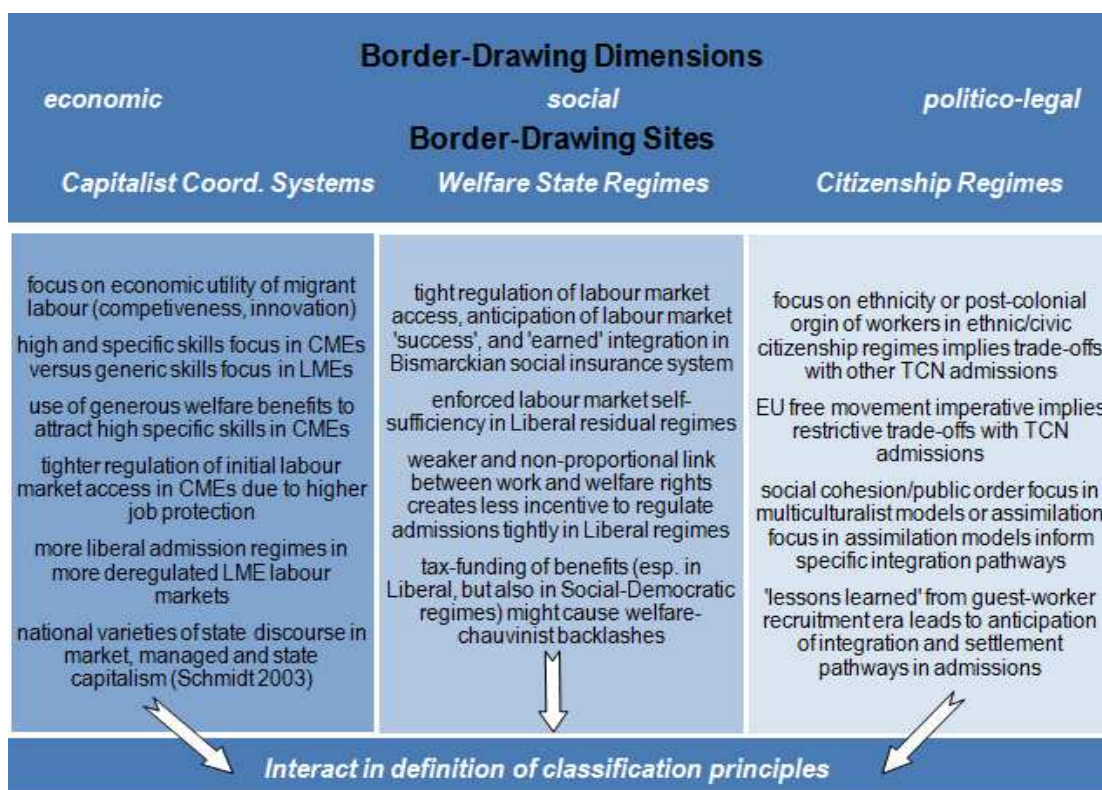 Border-Drawing Dimensions
economic social politico-legal
Border-Drawing Sites
Capitalist Coord. Systems Welfare State Regimes Citizenship Regimes
focus on economic utility of migrant
labour (competiveness, innovation)
high and specific skills focus in CMEs
versus generic skills focus in LMEs
use of generous welfare benefits to
attract high specific skills in CMEs
tighter regulation of initial labour
market access in CMEs due to higher
job protection
more liberal admission regimes in
more deregulated LME labour
markets
national varieties of state discourse in
market, managed and state
capitalism (Schmidt 2003)
tight regulation of labour market
access, anticipation of labour market
'success', and 'earned' integration in
Bismarckian social insurance system
enforced labour market self-
sufficiency in Liberal residual regimes
weaker and non-proportional link
between work and welfare rights
creates less incentive to regulate
admissions tightly in Liberal regimes
tax-funding of benefits (esp. in
Liberal, but also in Social-Democratic
regimes) might cause welfare-
chauvinist backlashes
focus on ethnicity or post-colonial
orgin of workers in ethnic/civic
citizenship regimes implies trade-offs
with other TCN admissions
EU free movement imperative implies
restrictive trade-offs with TCN
admissions
social cohesion/public order focus in
multiculturalist models or assimilation
focus in assimilation models inform
specific integration pathways
'lessons learned' from guest-worker
recruitment era leads to anticipation
of integration and settlement
pathways in admissions
Interact in definition of classification principles